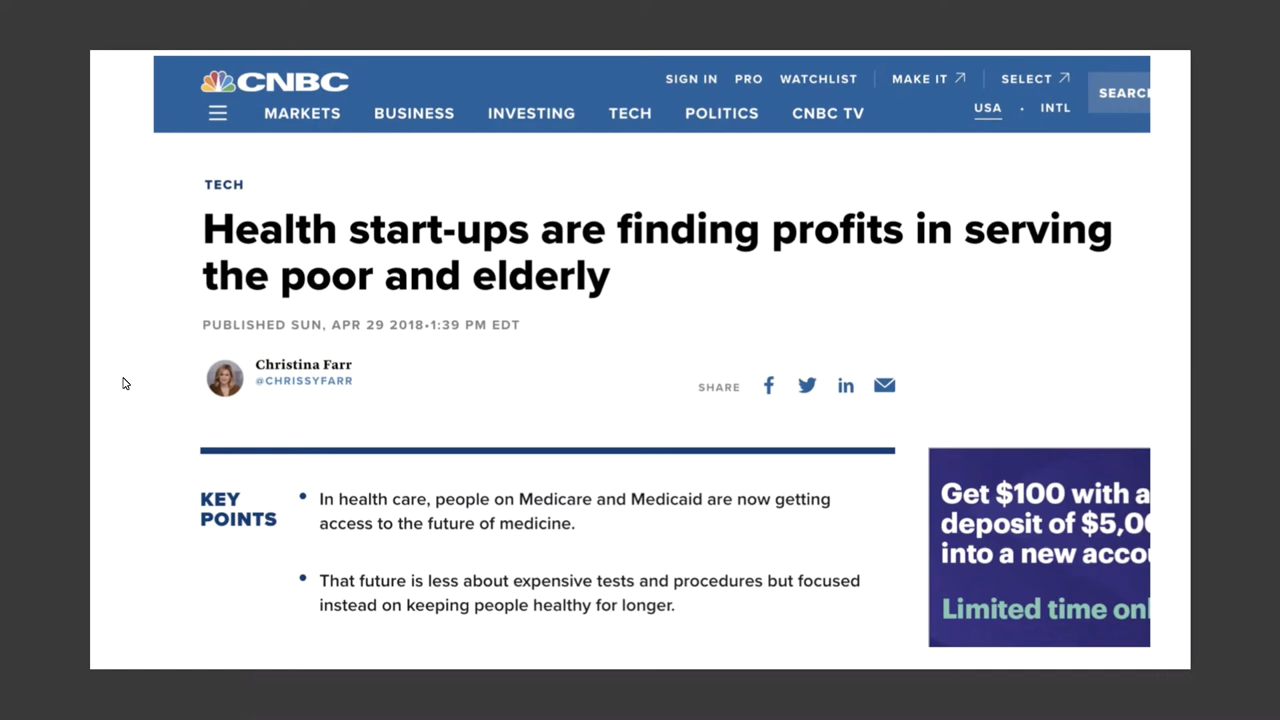 CNBC
SIGN IN PRO WATCHLIST MAKE IT SELECT
SEARC
USA · INTL
MARKETS BUSINESS INVESTING TECH POLITICS CNBC TV
TECH
Health start-ups are finding profits in serving
the poor and elderly
PUBLISHED SUN, APR 29 2018•1:39 PM EDT
Christina Farr
@CHRISSYFARR
SHARE
KEY
POINTS
• In health care, people on Medicare and Medicaid are now getting
access to the future of medicine.
• That future is less about expensive tests and procedures but focused
instead on keeping people healthy for longer.
Get $100 with a
deposit of $5,00
into a new accou
Limited time onl